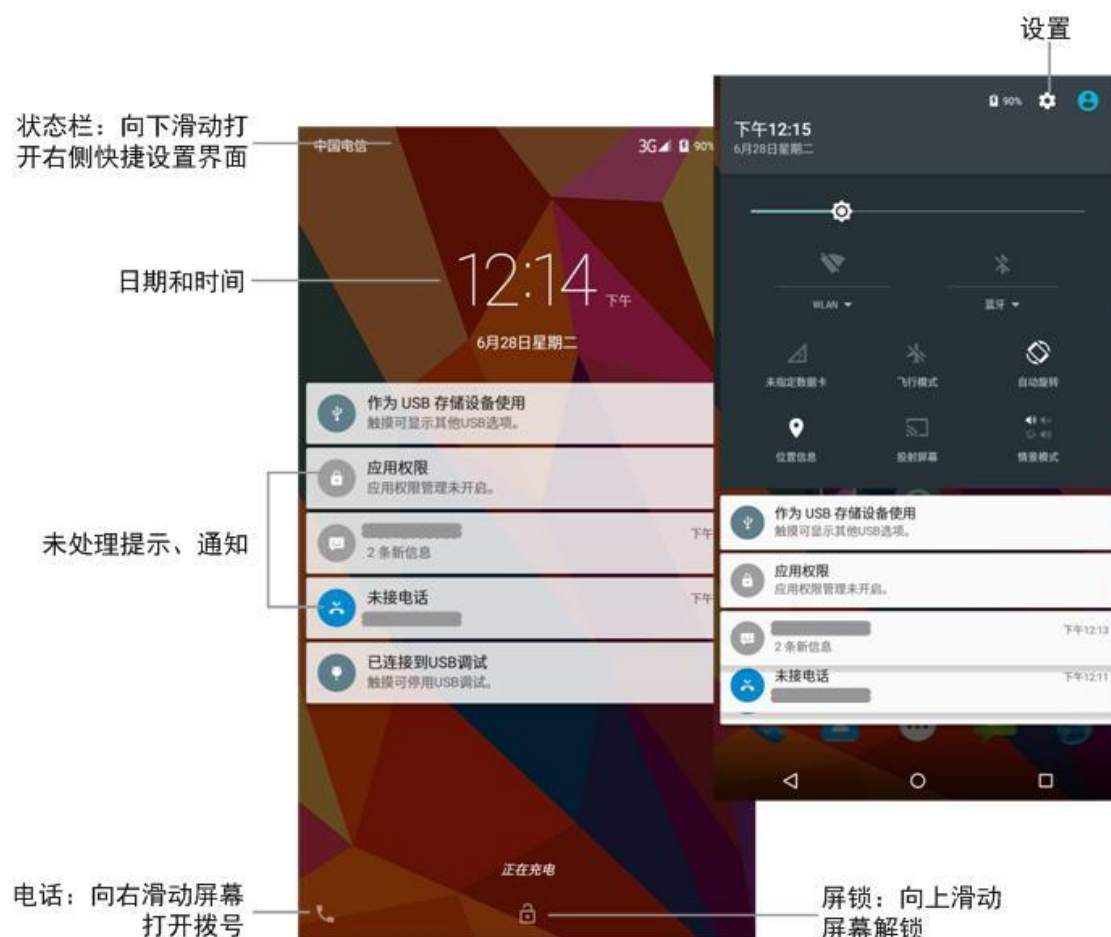 设置
状态栏：向下滑动打
开右侧快捷设置界面
日期和时间
未处理提示、通知
电话：向右滑动屏幕
打开拨号
屏锁：向上滑动
屏幕解锁
中国电信 3G 90%
12:14 下午
6月28日星期二
作为 USB 存储设备使用
触摸可显示其他USB选项。
应用权限
应用权限管理未开启。
下午
2 条新信息
未接电话 下午
已连接到USB调试
触摸可停用USB调试。
正在充电
90%
下午12:15
6月28日星期二
WLAN 蓝牙
未指定数据卡 飞行模式 自动旋转
位置信息 投射屏幕 情景模式
作为 USB 存储设备使用
触摸可显示其他USB选项。
应用权限
应用权限管理未开启。
下午12:13
2 条新信息
未接电话 下午12:11